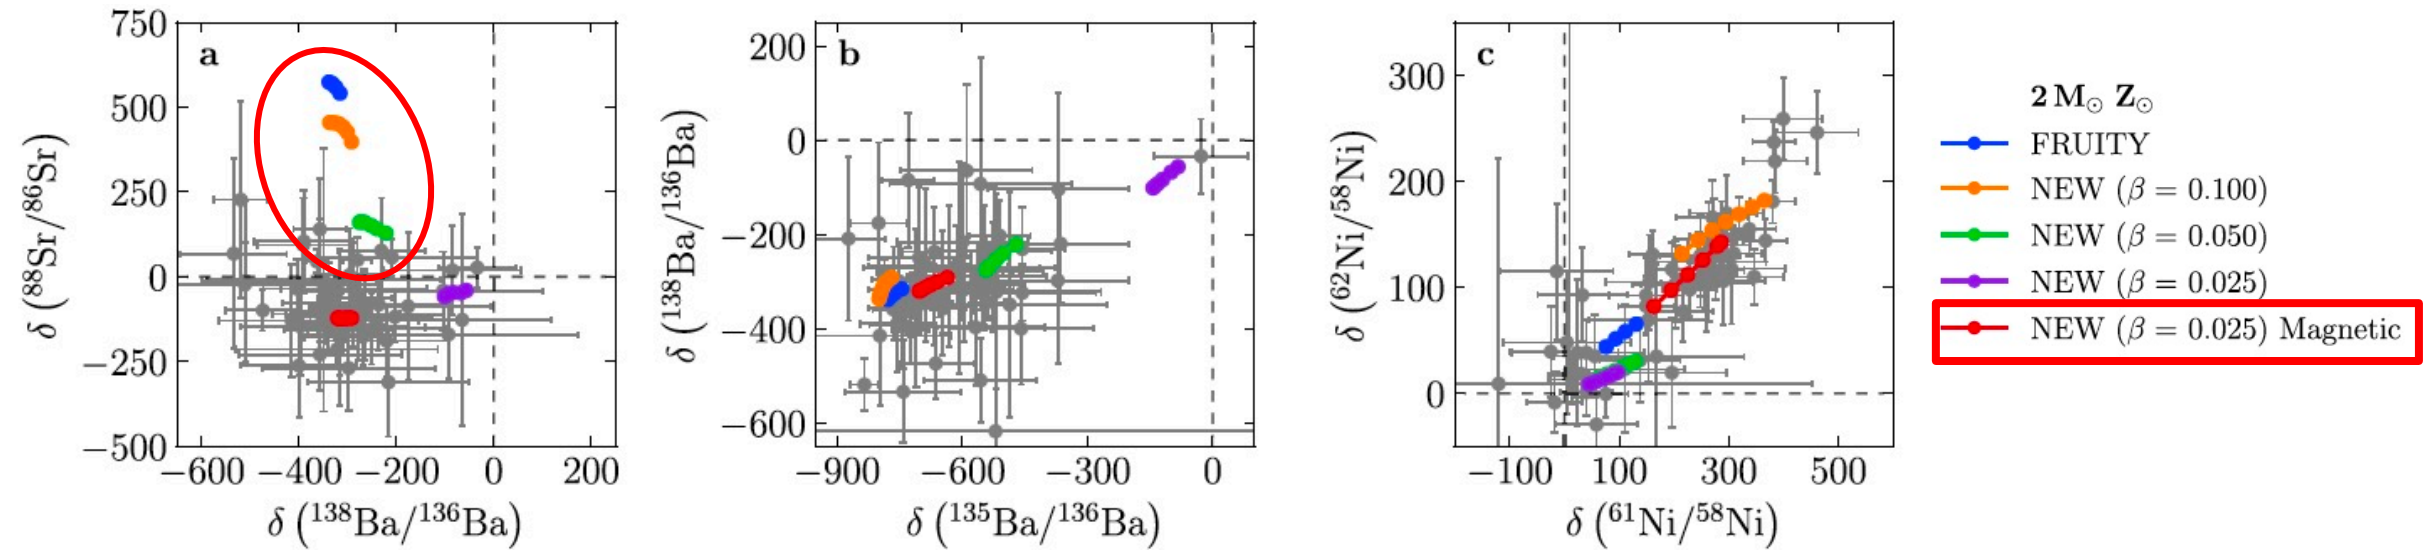 a
750
500
250
0
−250
−500
−600 −400 −200 0 200
δ (⁸⁸Sr/⁸⁶Sr)
δ (¹³⁸Ba/¹³⁶Ba)
b
200
0
−200
−400
−600
−900 −600 −300 0
δ (¹³⁸Ba/¹³⁶Ba)
δ (¹³⁵Ba/¹³⁶Ba)
c
300
200
100
0
−100 100 300 500
δ (⁶²Ni/⁵⁸Ni)
δ (⁶¹Ni/⁵⁸Ni)
2 M☉ Z☉
FRUITY
NEW (β = 0.100)
NEW (β = 0.050)
NEW (β = 0.025)
NEW (β = 0.025) Magnetic